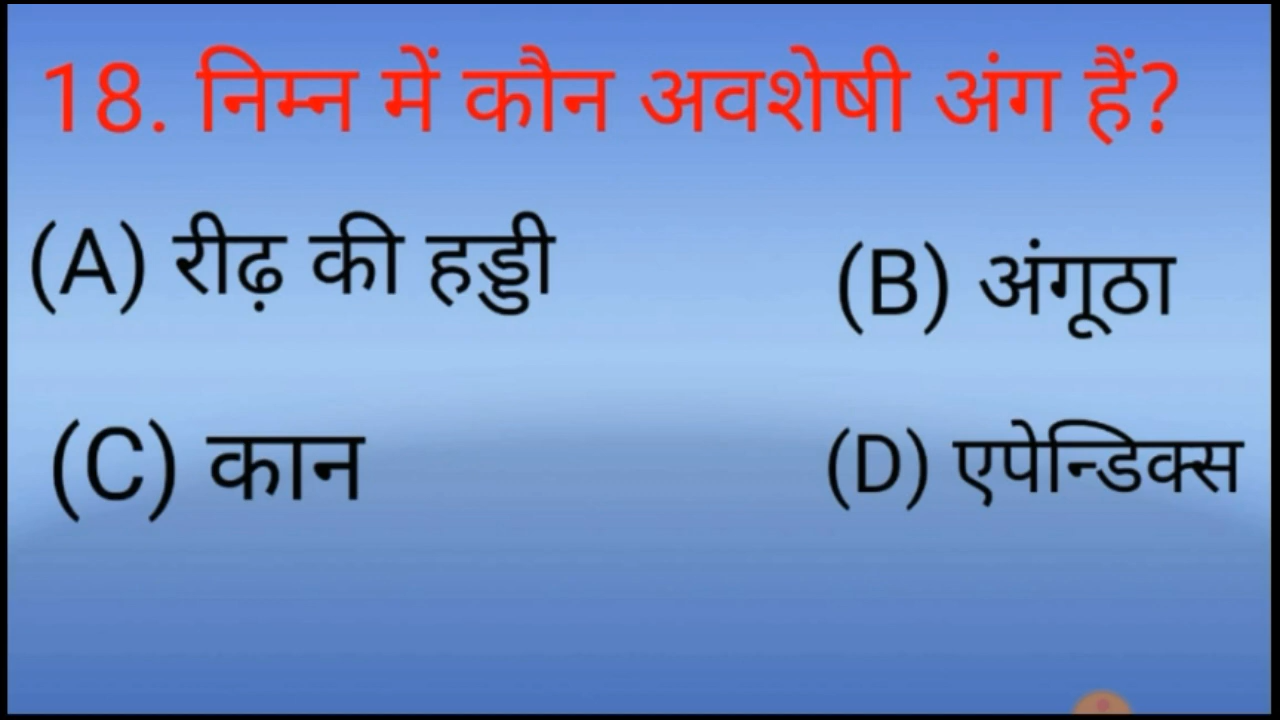 18. निम्न में कौन अवशेषी अंग हैं?
(A) रीढ़ की हड्डी
(B) अंगूठा
(C) कान
(D) एपेन्डिक्स